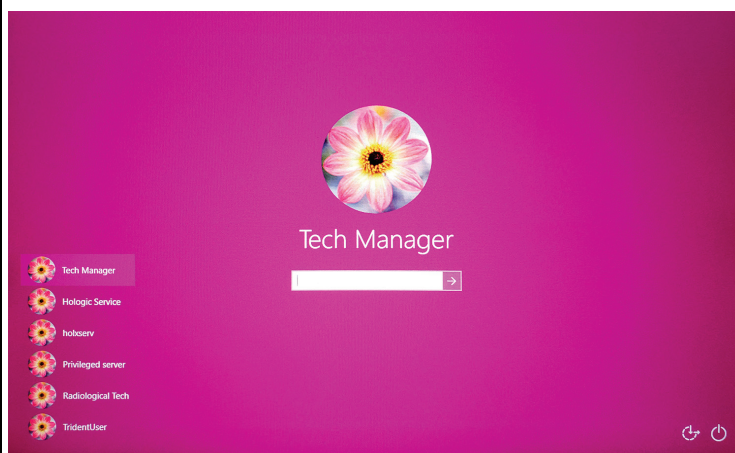 Tech Manager
Tech Manager
Hologic Service
holxserv
Privileged server
Radiological Tech
TridentUser